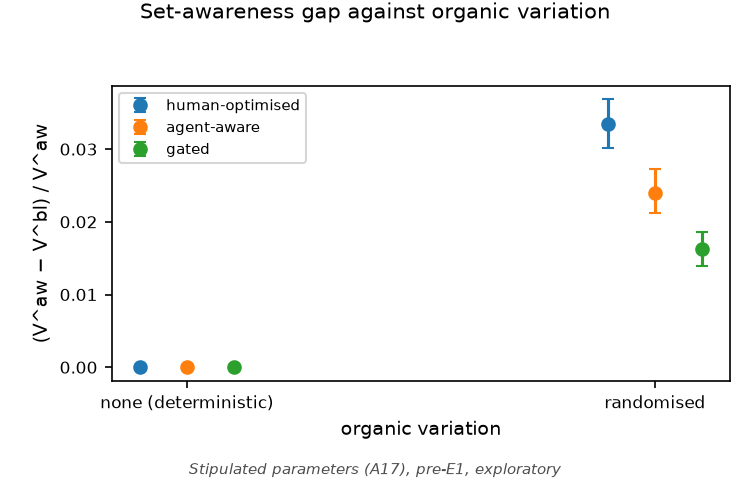 Set-awareness gap against organic variation
human-optimised
agent-aware
gated
(V^aw − V^bl) / V^aw
0.03
0.02
0.01
0.00
none (deterministic)
randomised
organic variation
Stipulated parameters (A17), pre-E1, exploratory